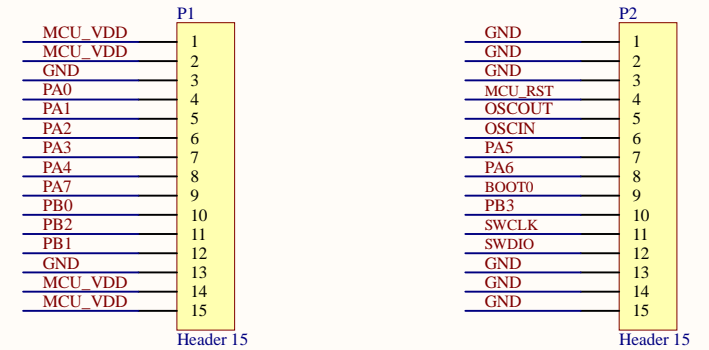 P1
MCU_VDD 1
MCU_VDD 2
GND 3
PA0 4
PA1 5
PA2 6
PA3 7
PA4 8
PA7 9
PB0 10
PB2 11
PB1 12
GND 13
MCU_VDD 14
MCU_VDD 15
Header 15
P2
GND 1
GND 2
GND 3
MCU_RST 4
OSCOUT 5
OSCIN 6
PA5 7
PA6 8
BOOT0 9
PB3 10
SWCLK 11
SWDIO 12
GND 13
GND 14
GND 15
Header 15